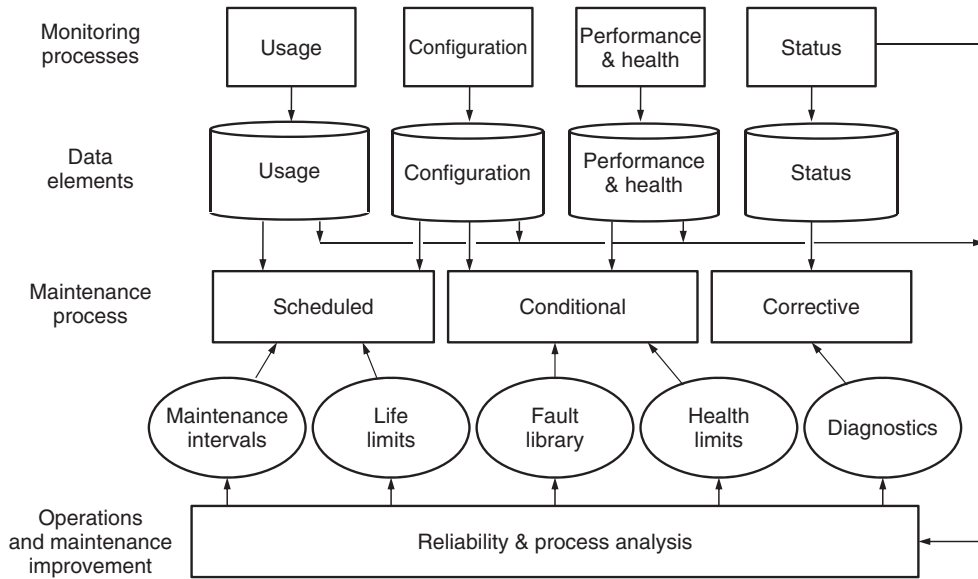 Monitoring
processes
Usage
Configuration
Performance
& health
Status
Data
elements
Usage
Configuration
Performance
& health
Status
Maintenance
process
Scheduled
Conditional
Corrective
Maintenance
intervals
Life
limits
Fault
library
Health
limits
Diagnostics
Operations
and maintenance
improvement
Reliability & process analysis